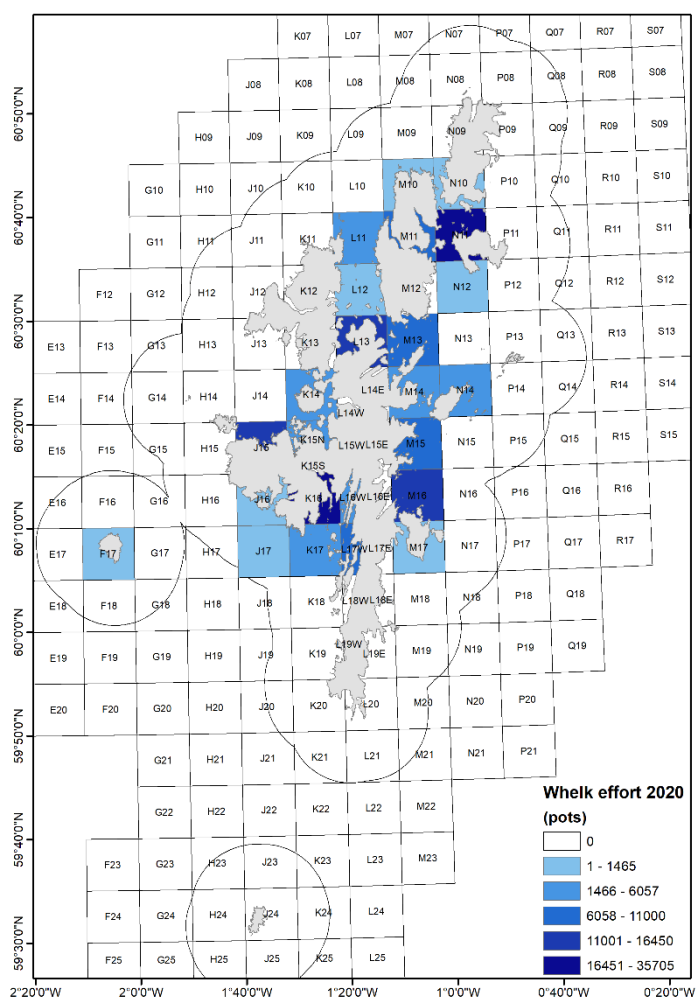 K07 L07 M07 N07 P07 Q07 R07 S07
J08 K08 L08 M08 N08 P08 Q08 R08 S08
60°50'0"N
H09 J09 K09 L09 M09 N09 P09 Q09 R09 S09
G10 H10 J10 K10 L10 M10 N10 P10 Q10 R10 S10
60°40'0"N
G11 H11 J11 K11 L11 M11 P11 Q11 R11 S11
F12 G12 H12 J12 K12 L12 M12 N12 P12 Q12 R12 S12
60°30'0"N
E13 F13 G13 H13 J13 K13 L13 M13 N13 P13 Q13 R13 S13
E14 F14 G14 H14 J14 K14 L14E M14 N14 P14 Q14 R14 S14
L14W
60°20'0"N
E15 F15 G15 H15 J15 K15N L15W L15E M15 N15 P15 Q15 R15 S15
K15S
E16 F16 G16 H16 J16 K16 L16W L16E M16 N16 P16 Q16 R16
60°10'0"N
E17 F17 G17 H17 J17 K17 L17W L17E M17 N17 P17 Q17 R17
E18 F18 G18 H18 J18 K18 L18W L18E M18 N18 P18 Q18
60°0'0"N
E19 F19 G19 H19 J19 K19 L19W L19E M19 N19 P19 Q19
E20 F20 G20 H20 J20 K20 L20 M20 N20 P20
59°50'0"N
G21 H21 J21 K21 L21 M21 N21 P21
G22 H22 J22 K22 L22 M22
59°40'0"N
F23 G23 H23 J23 K23 L23 M23
F24 G24 H24 J24 K24 L24
58°30'0"N
F25 G25 H25 J25 K25 L25
2°20'0"W 2°0'0"W 1°40'0"W 1°20'0"W 1°0'0"W 0°40'0"W 0°20'0"W
Whelk effort 2020
(pots)
0
1 - 1465
1466 - 6057
6058 - 11000
11001 - 16450
16451 - 35705